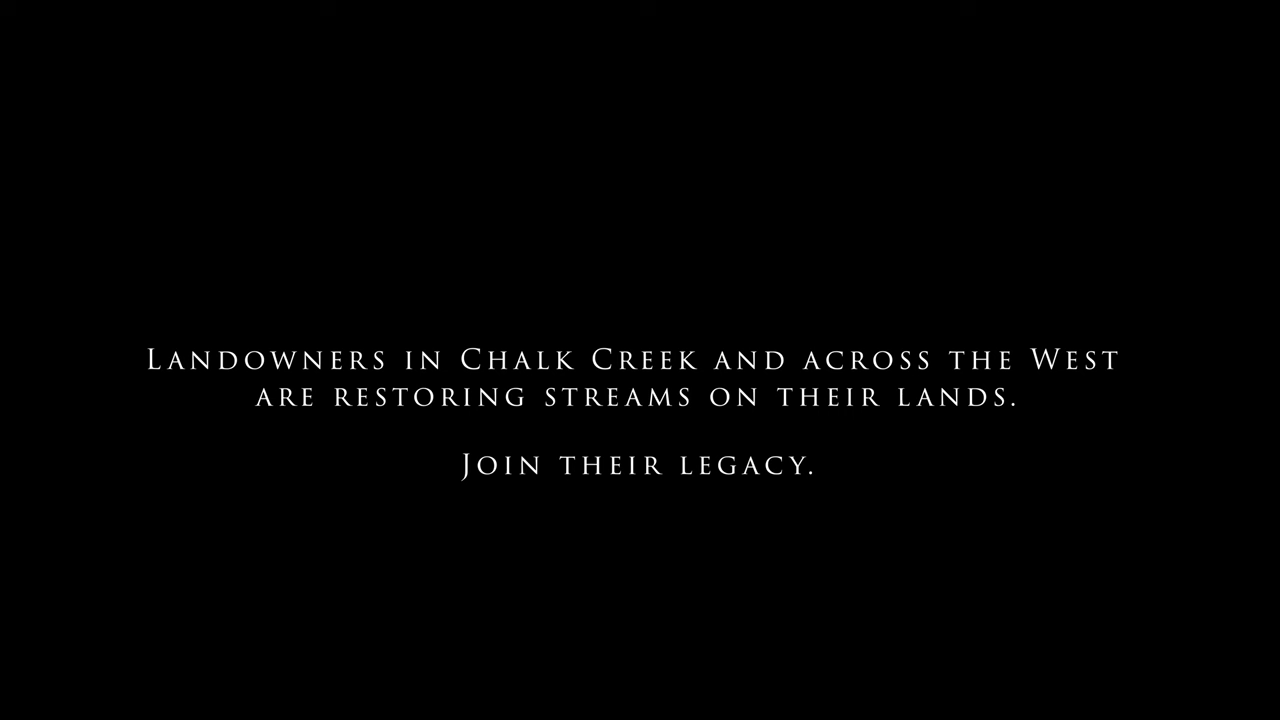 Landowners in Chalk Creek and across the West
are restoring streams on their lands.
Join their legacy.